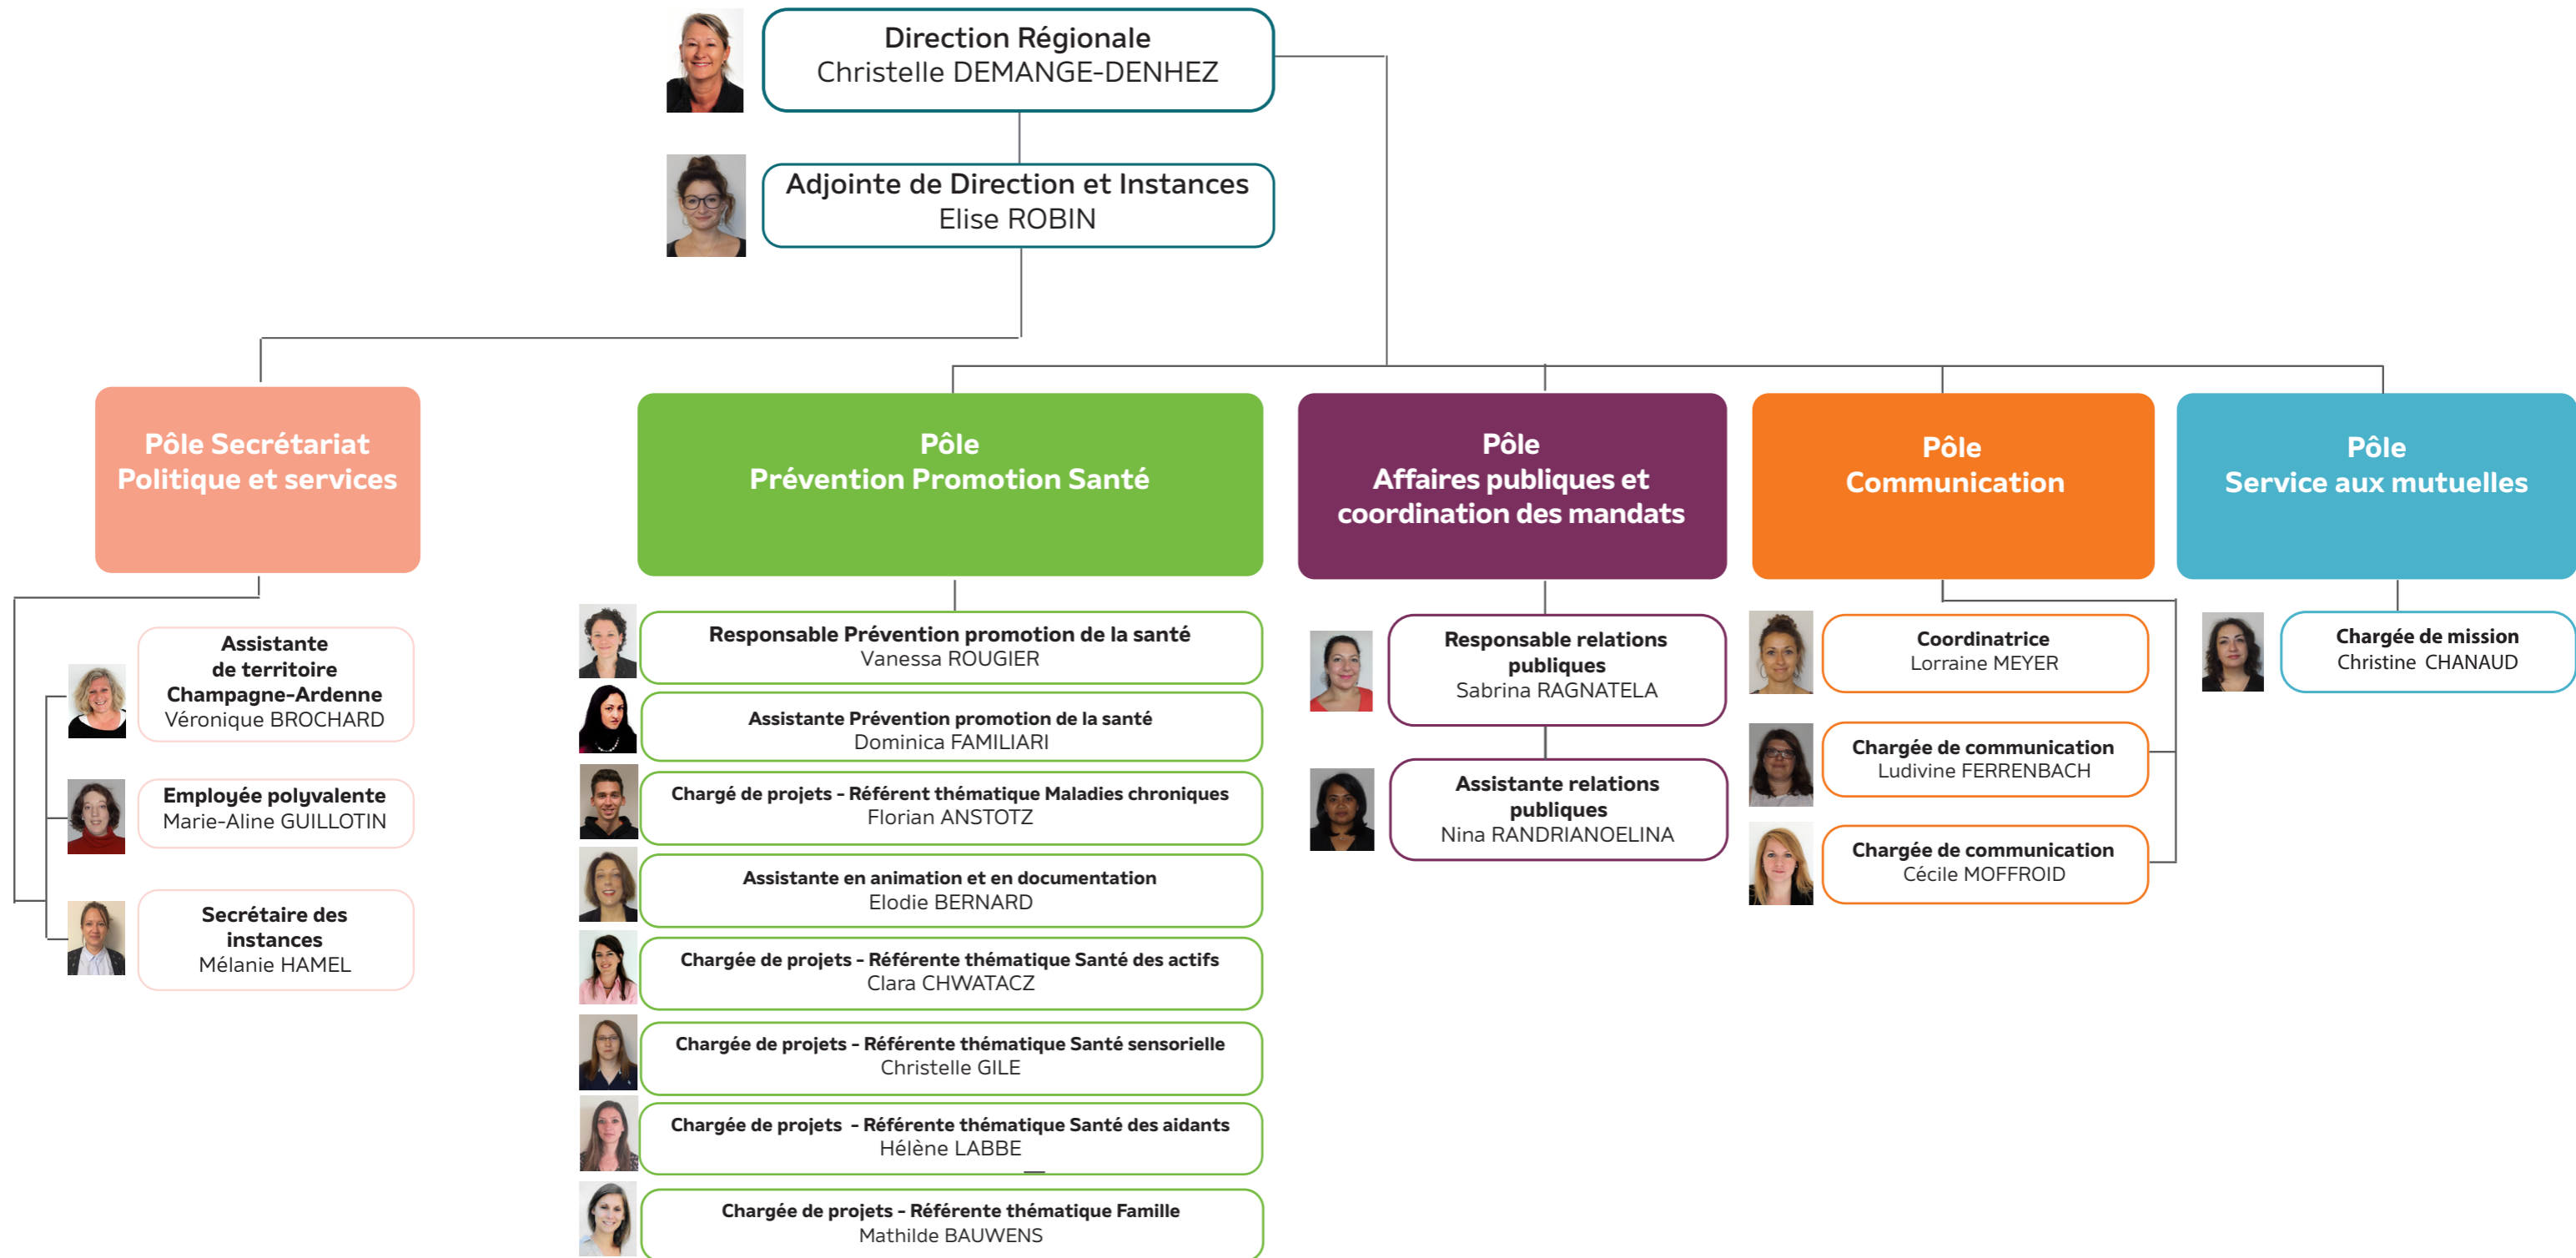 Direction Régionale
Christelle DEMANGE-DENHEZ
Adjointe de Direction et Instances
Elise ROBIN
Pôle Secrétariat
Politique et services
Assistante
de territoire
Champagne-Ardenne
Véronique BROCHARD
Employée polyvalente
Marie-Aline GUILLOTIN
Secrétaire des
instances
Mélanie HAMEL
Pôle
Prévention Promotion Santé
Responsable Prévention promotion de la santé
Vanessa ROUGIER
Assistante Prévention promotion de la santé
Dominica FAMILIARI
Chargé de projets - Référent thématique Maladies chroniques
Florian ANSTOTZ
Assistante en animation et en documentation
Elodie BERNARD
Chargée de projets - Référente thématique Santé des actifs
Clara CHWATACZ
Chargée de projets - Référente thématique Santé sensorielle
Christelle GILE
Chargée de projets - Référente thématique Santé des aidants
Hélène LABBE
Chargée de projets - Référente thématique Famille
Mathilde BAUWENS
Pôle
Affaires publiques et
coordination des mandats
Responsable relations
publiques
Sabrina RAGNATELA
Assistante relations
publiques
Nina RANDRIANOELINA
Pôle
Communication
Coordinatrice
Lorraine MEYER
Chargée de communication
Ludivine FERRENBACH
Chargée de communication
Cécile MOFFROID
Pôle
Service aux mutuelles
Chargée de mission
Christine CHANAUD